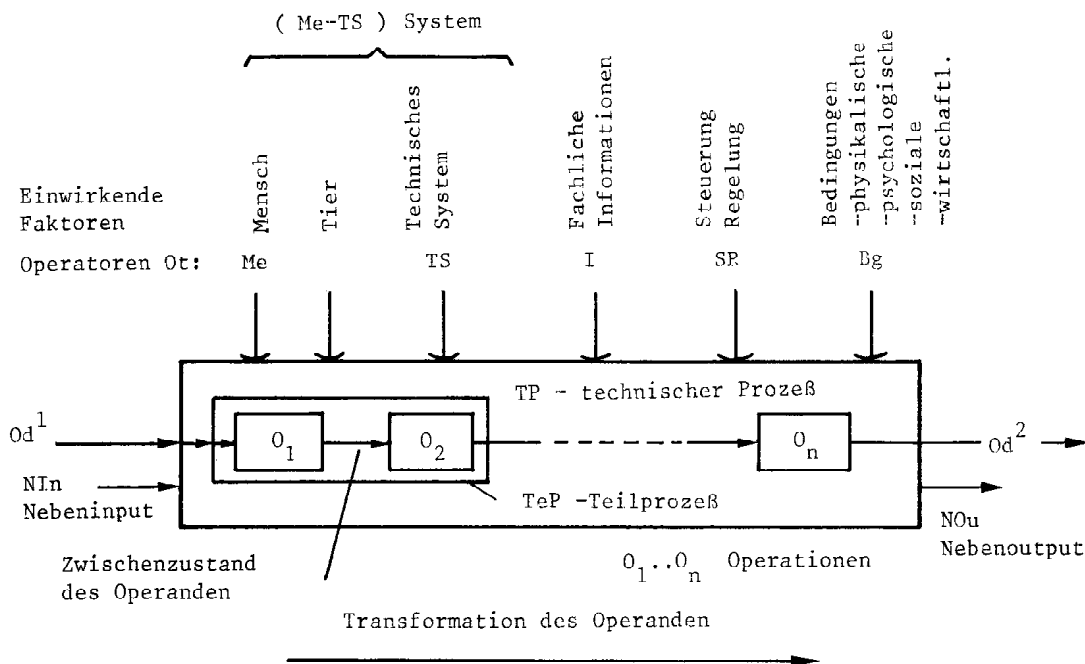 ( Me-TS ) System
Einwirkende
Faktoren
Mensch
Tier
Technisches
System
Fachliche
Informationen
Steuerung
Regelung
Bedingungen
-physikalische
-psychologische
-soziale
-wirtschaftl.
Operatoren Ot: Me TS I SR Bg
TP - technischer Prozeß
Od¹
O₁
O₂
Oₙ
Od²
NIn
Nebeninput
TeP -Teilprozeß
NOu
Nebenoutput
Zwischenzustand
des Operanden
O₁..Oₙ Operationen
Transformation des Operanden